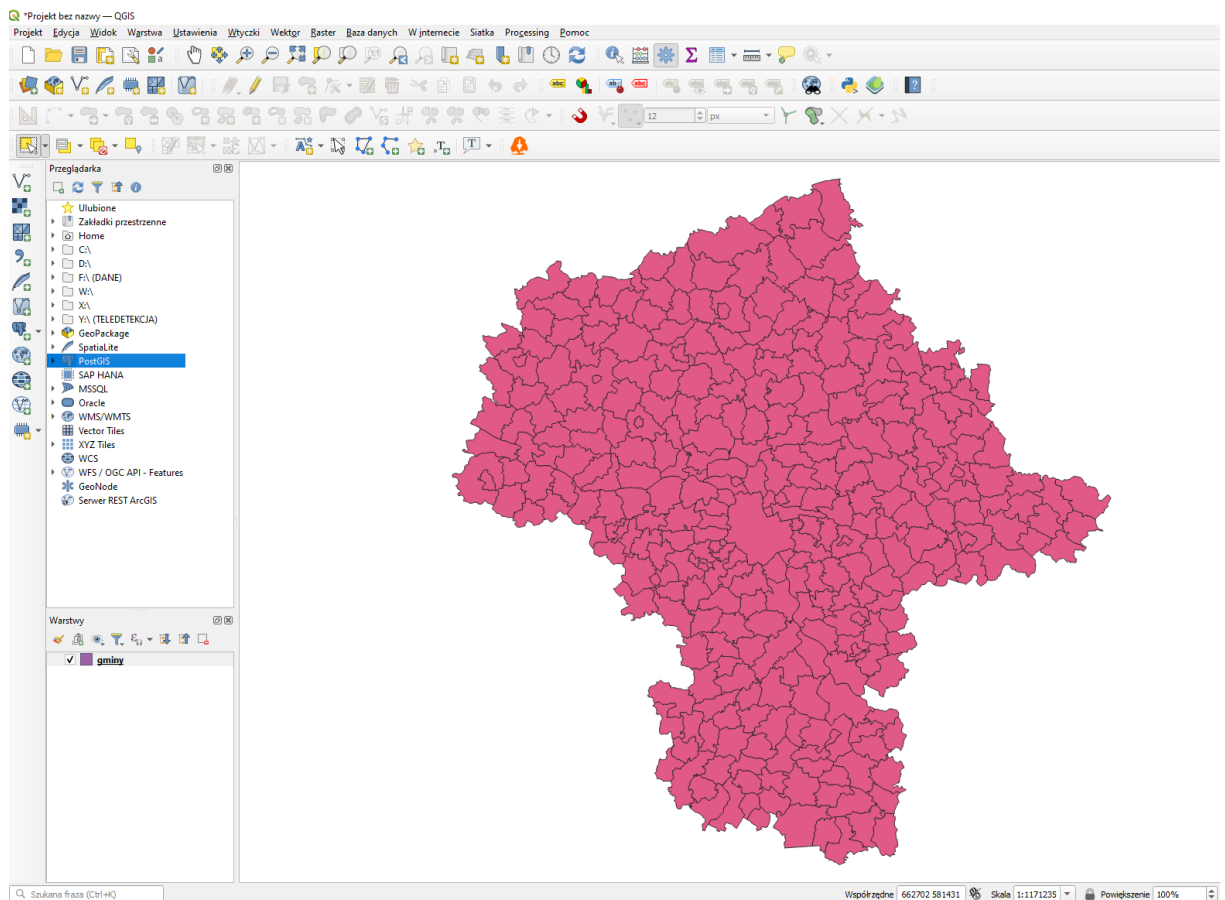 *Projekt bez nazwy — QGIS
Projekt Edycja Widok Warstwa Ustawienia Wtyczki Wektor Raster Baza danych W internecie Siatka Processing Pomoc
12 px
Przeglądarka
Ulubione
Zakładki przestrzenne
Home
C:\
D:\
F:\ (DANE)
W:\
X:\
Y:\ (TELEDETEKCJA)
GeoPackage
SpatiaLite
PostGIS
SAP HANA
MSSQL
Oracle
WMS/WMTS
Vector Tiles
XYZ Tiles
WCS
WFS / OGC API - Features
GeoNode
Serwer REST ArcGIS
Warstwy
gminy
Szukana fraza (Ctrl+K) Współrzędne 662702 581431 Skala 1:1171235 Powiększenie 100%